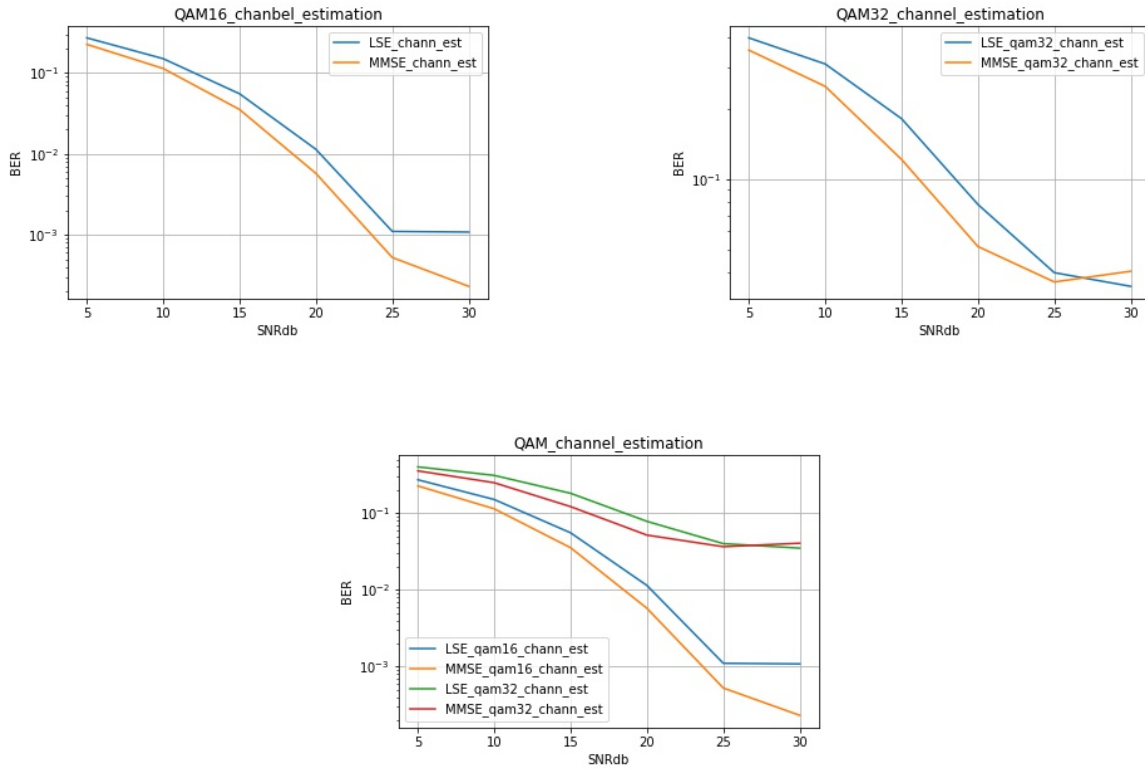 QAM16_chanbel_estimation
LSE_chann_est
MMSE_chann_est
10⁻¹
10⁻²
10⁻³
BER
5 10 15 20 25 30
SNRdb
QAM32_channel_estimation
LSE_qam32_chann_est
MMSE_qam32_chann_est
10⁻¹
BER
5 10 15 20 25 30
SNRdb
QAM_channel_estimation
10⁻¹
10⁻²
10⁻³
BER
LSE_qam16_chann_est
MMSE_qam16_chann_est
LSE_qam32_chann_est
MMSE_qam32_chann_est
5 10 15 20 25 30
SNRdb